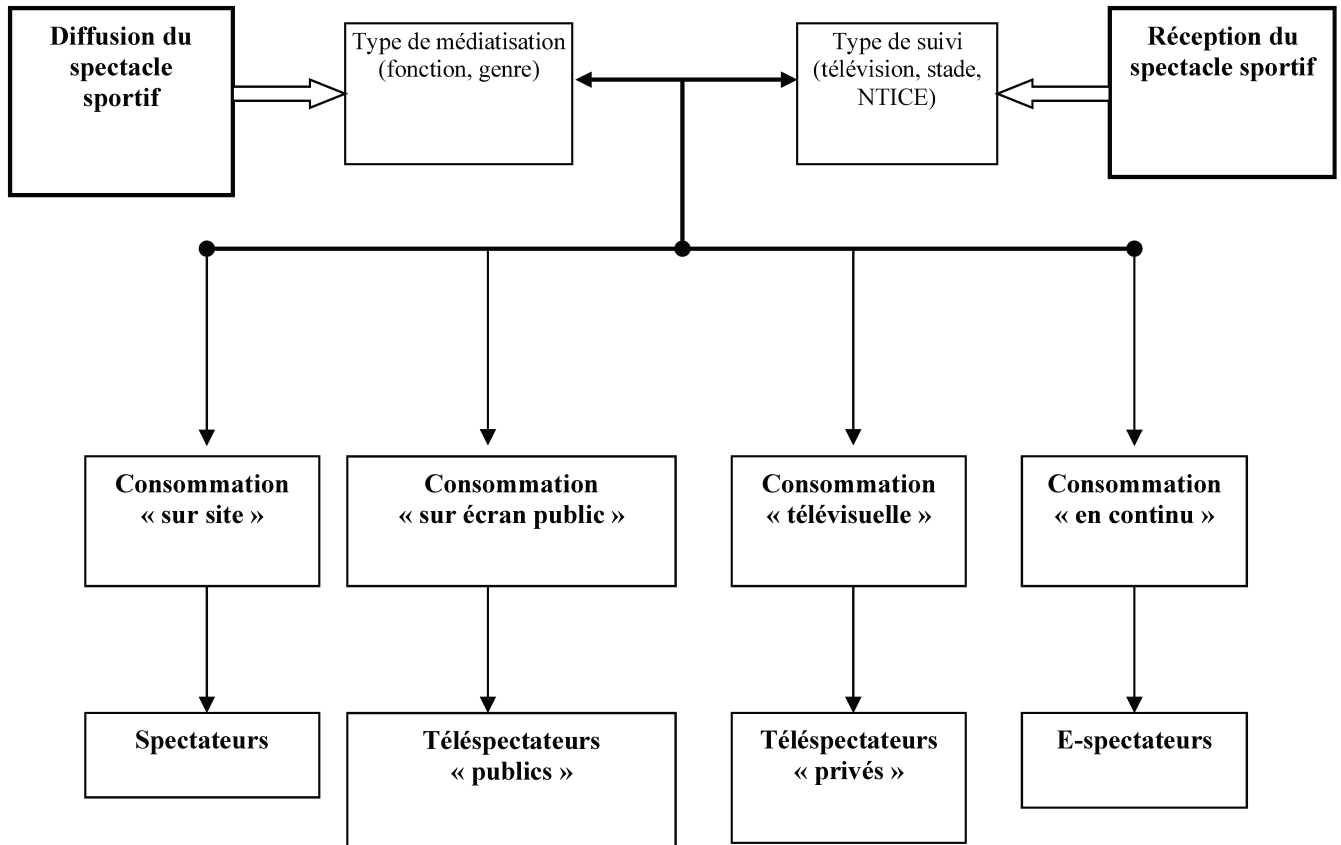 Diffusion du
spectacle
sportif
Type de médiatisation
(fonction, genre)
Type de suivi
(télévision, stade,
NTICE)
Réception du
spectacle sportif
Consommation
« sur site »
Consommation
« sur écran public »
Consommation
« télévisuelle »
Consommation
« en continu »
Spectateurs
Téléspectateurs
« publics »
Téléspectateurs
« privés »
E-spectateurs